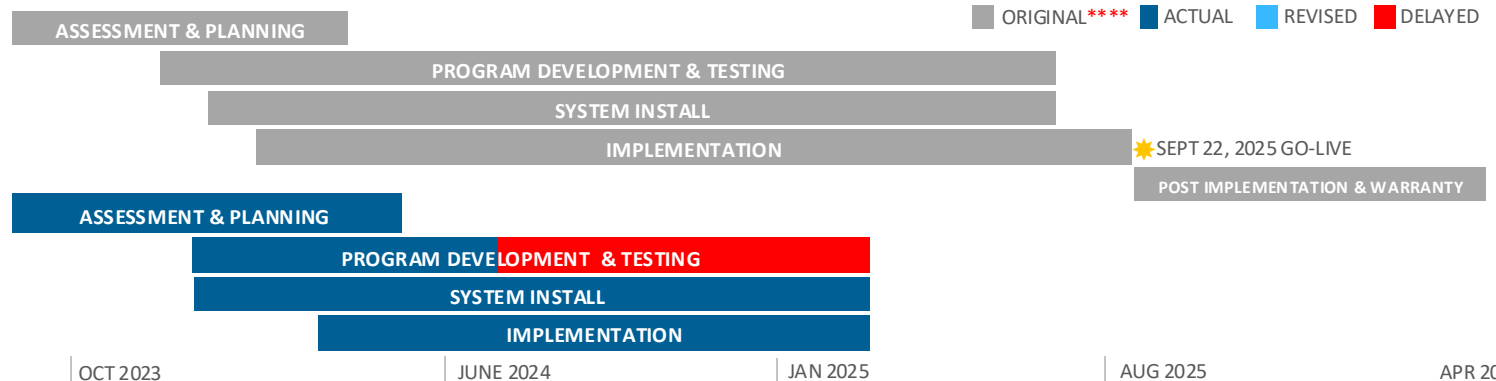 ORIGINAL**** ACTUAL REVISED DELAYED
ASSESSMENT & PLANNING
PROGRAM DEVELOPMENT & TESTING
SYSTEM INSTALL
IMPLEMENTATION
SEPT 22, 2025 GO-LIVE
POST IMPLEMENTATION & WARRANTY
ASSESSMENT & PLANNING
PROGRAM DEVELOPMENT & TESTING
SYSTEM INSTALL
IMPLEMENTATION
OCT 2023 JUNE 2024 JAN 2025 AUG 2025 APR